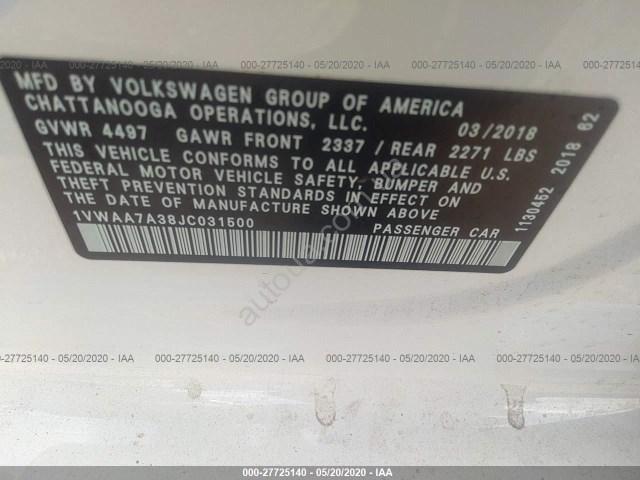 000-27725140 - 05/20/2020 - IAA
MFD BY VOLKSWAGEN GROUP OF AMERICA
CHATTANOOGA OPERATIONS, LLC. 03/2018
GVWR 4497 GAWR FRONT 2337 / REAR 2271 LBS
THIS VEHICLE CONFORMS TO ALL APPLICABLE U.S.
FEDERAL MOTOR VEHICLE SAFETY, BUMPER AND
THEFT PREVENTION STANDARDS IN EFFECT ON
THE DATE OF MANUFACTURE SHOWN ABOVE
1VWAA7A38JC031500 PASSENGER CAR
1130452 2018 62
000-27725140 - 05/20/2020 - IAA
000-27725140 - 05/20/2020 - IAA